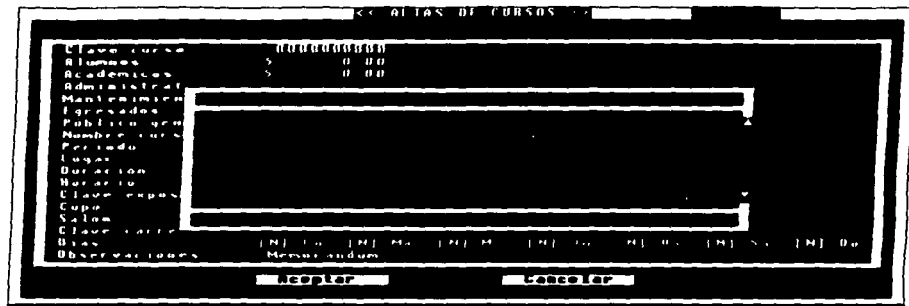 << ALTAS DE CURSOS >>
Clave curso 0000000000
Alumnos $ 0.00
Academicos $ 0.00
Administrat
Mantenimien
Egresados
Publico gen
Nombre curs
Periodo
Lugar
Duracion
Horario
Clave expos
Cupo
Salon
Clave carre
Dias [N] Lu [N] Ma [N] M [N] Ju [N] [N] Sa [N] Do
Observaciones Memorandum
Aceptar Cancelar